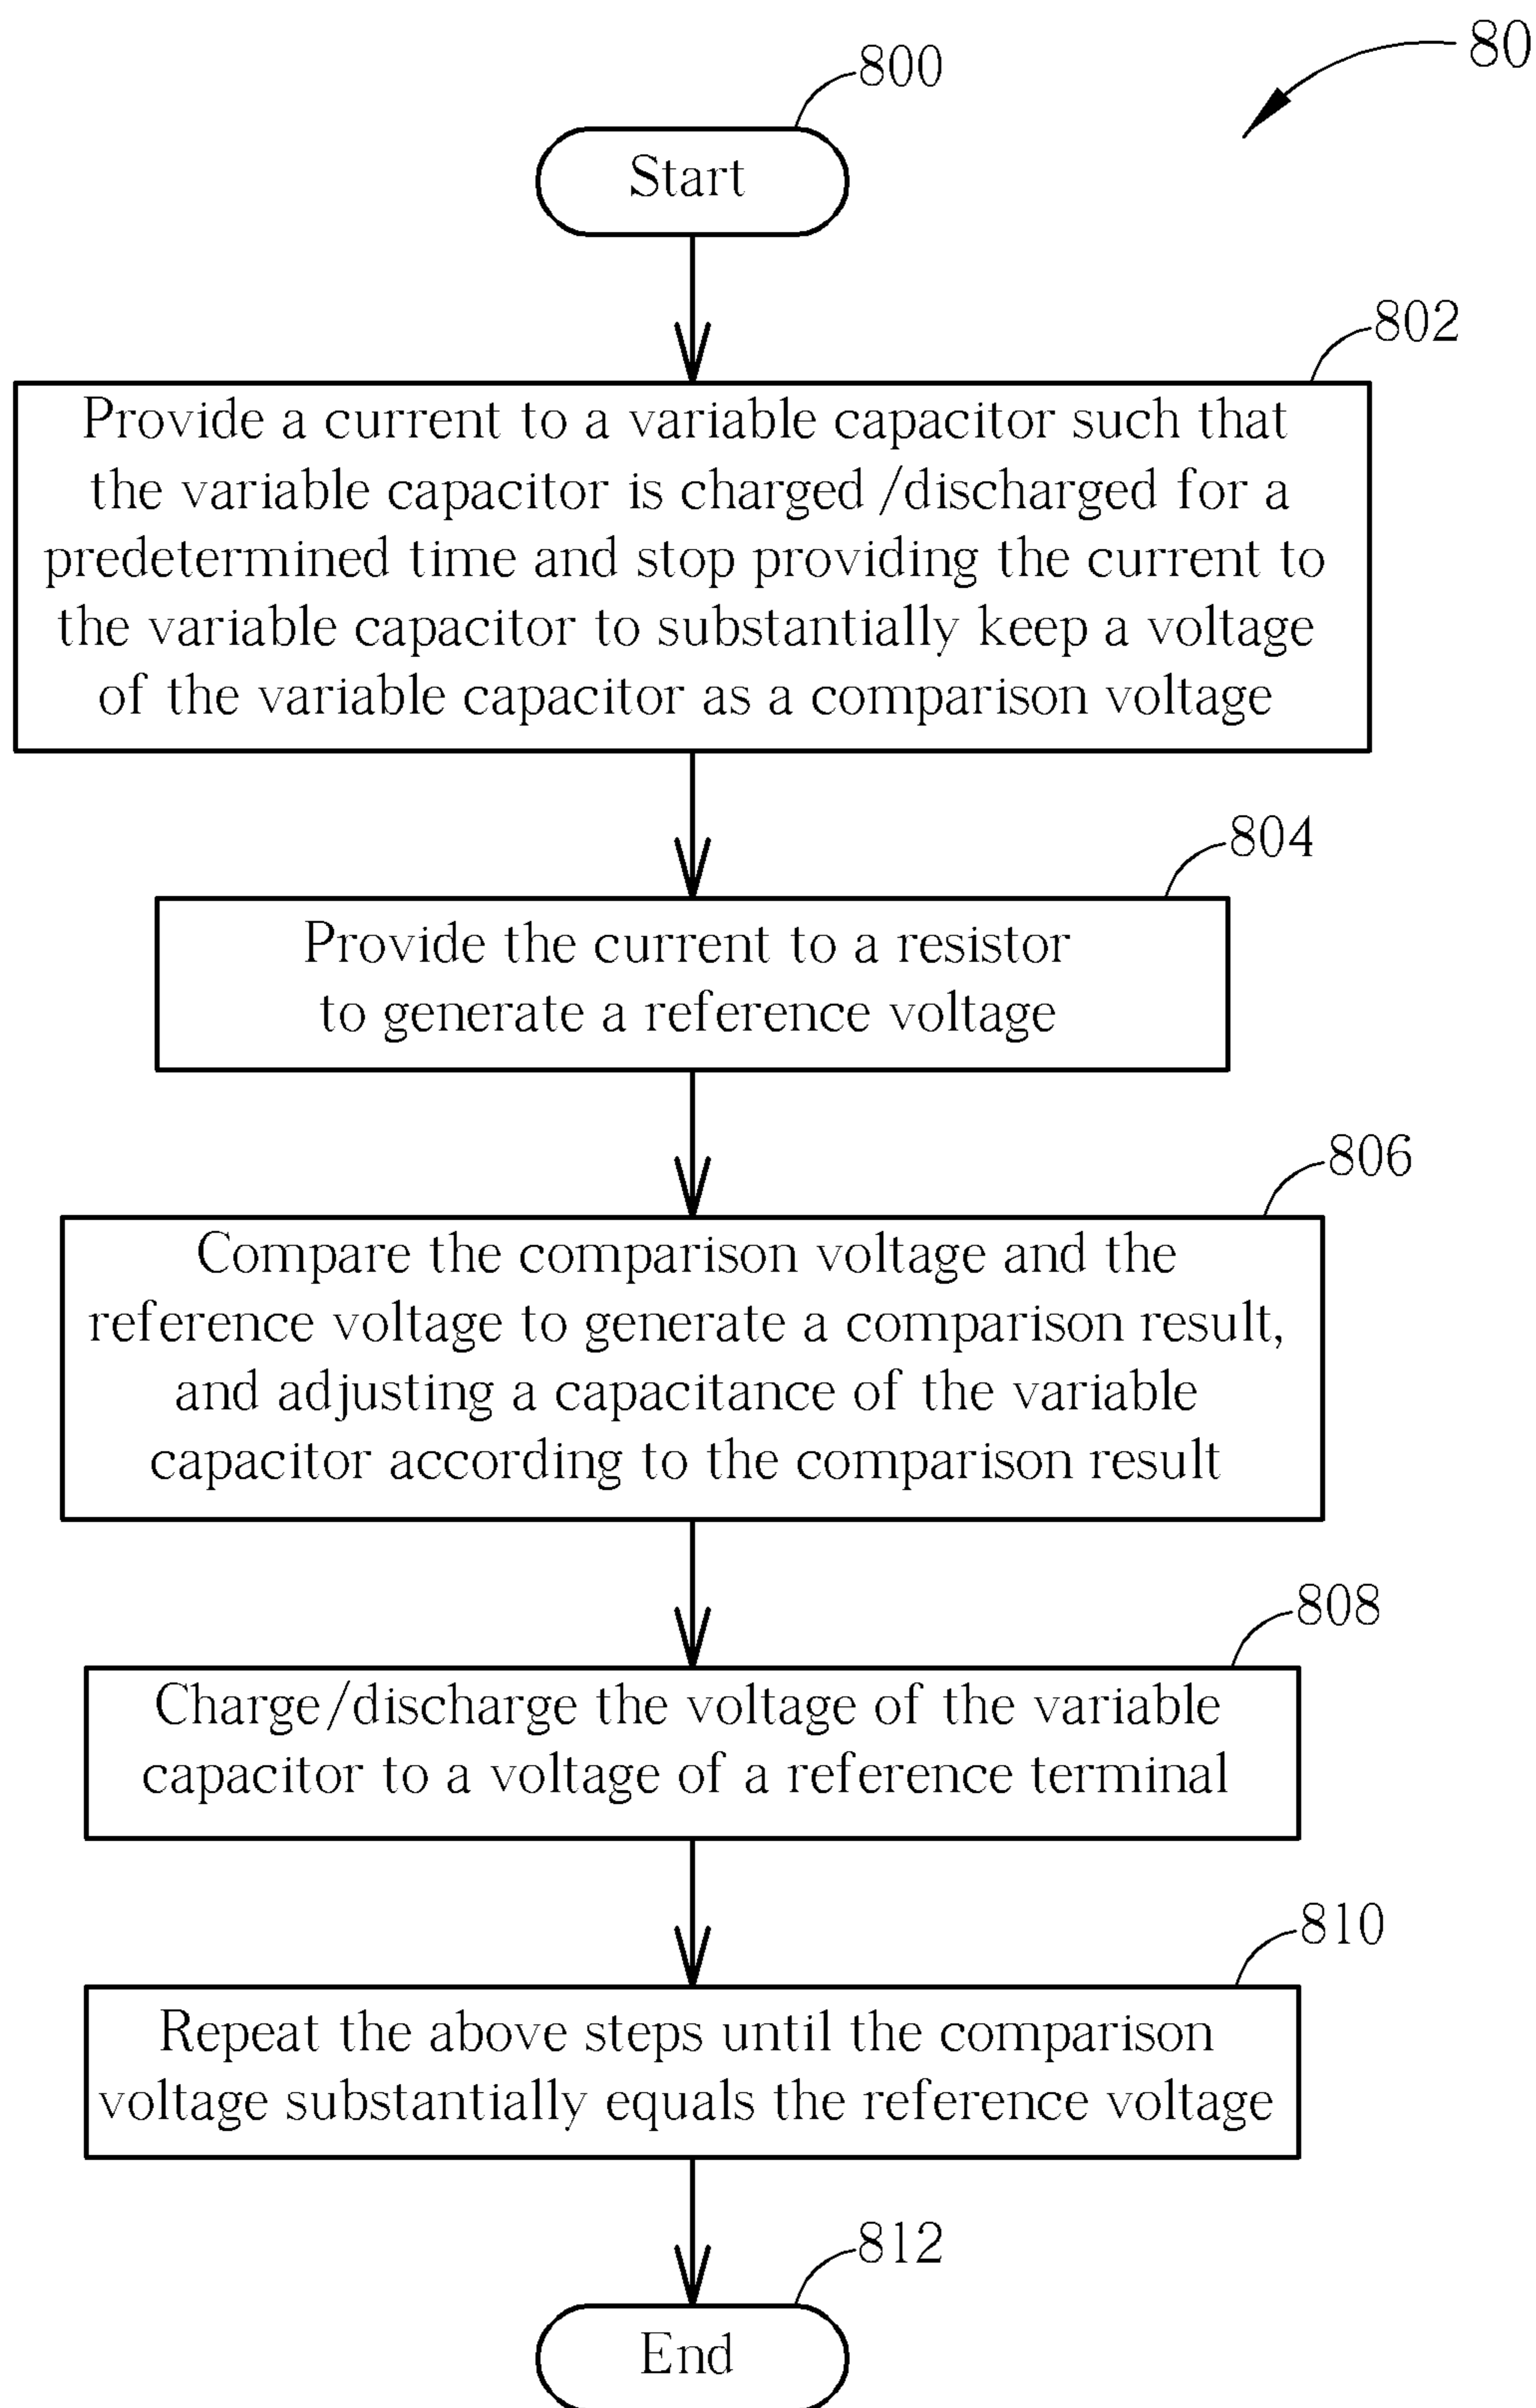 80
800
Start
802
Provide a current to a variable capacitor such that
the variable capacitor is charged /discharged for a
predetermined time and stop providing the current to
the variable capacitor to substantially keep a voltage
of the variable capacitor as a comparison voltage
804
Provide the current to a resistor
to generate a reference voltage
806
Compare the comparison voltage and the
reference voltage to generate a comparison result,
and adjusting a capacitance of the variable
capacitor according to the comparison result
808
Charge/discharge the voltage of the variable
capacitor to a voltage of a reference terminal
810
Repeat the above steps until the comparison
voltage substantially equals the reference voltage
812
End